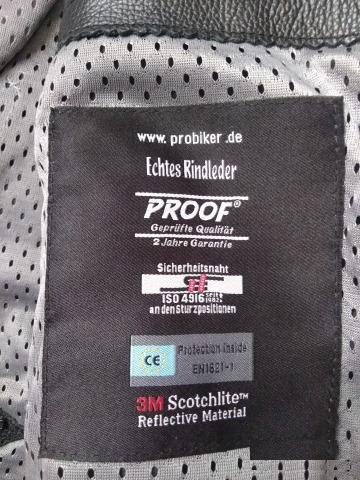 www.probiker.de
Echtes Rindleder
PROOF®
Geprüfte Qualität
2 Jahre Garantie
Sicherheitsnaht
ISO 4916
an den Sturzpositionen
CE Protection Inside
EN1621-1
3M Scotchlite™
Reflective Material